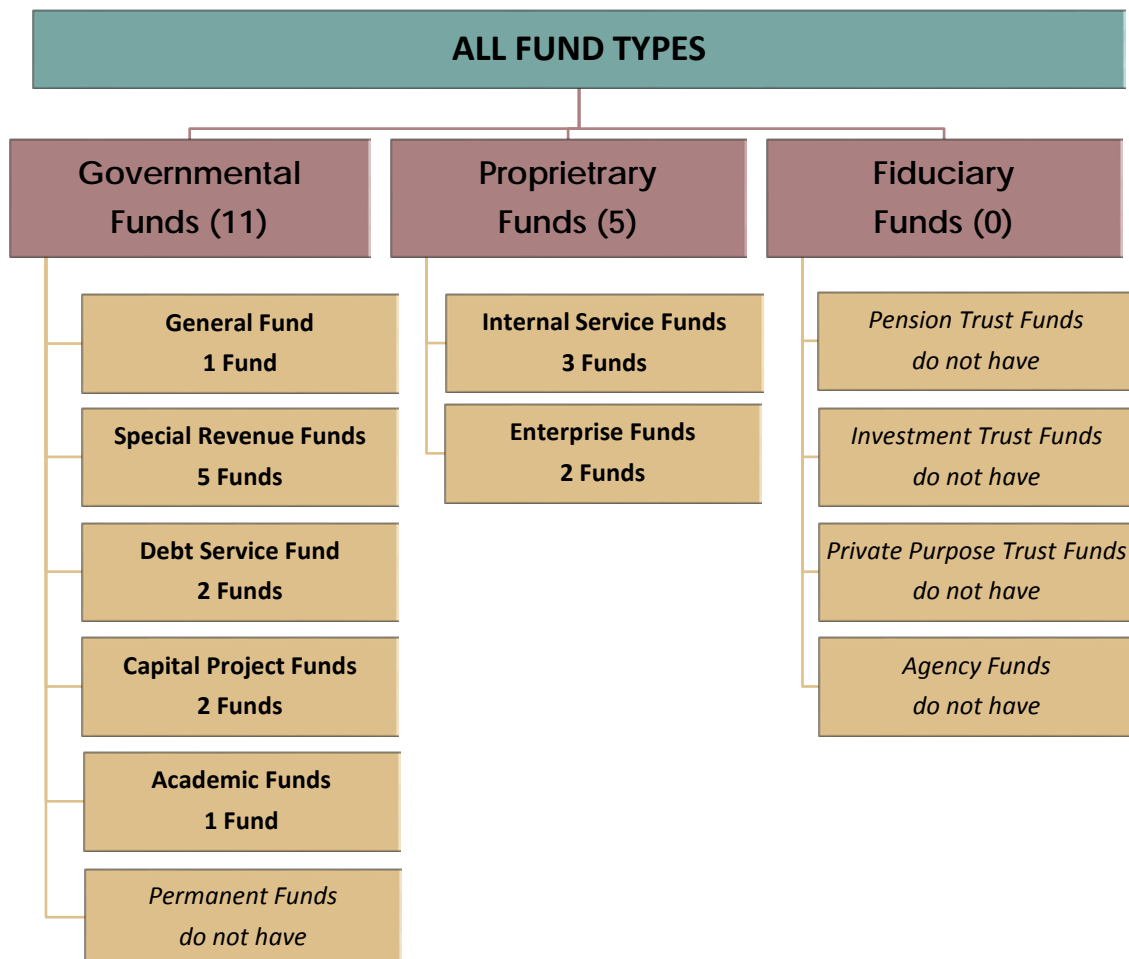 ALL FUND TYPES
Governmental
Funds (11)
General Fund
1 Fund
Special Revenue Funds
5 Funds
Debt Service Fund
2 Funds
Capital Project Funds
2 Funds
Academic Funds
1 Fund
Permanent Funds
do not have
Proprietrary
Funds (5)
Internal Service Funds
3 Funds
Enterprise Funds
2 Funds
Fiduciary
Funds (0)
Pension Trust Funds
do not have
Investment Trust Funds
do not have
Private Purpose Trust Funds
do not have
Agency Funds
do not have